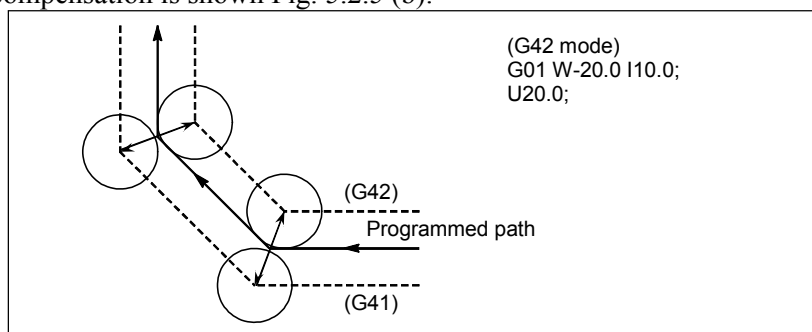 compensation is shown Fig. 5.2.5 (b).
(G42 mode)
G01 W-20.0 I10.0;
U20.0;
(G42)
Programmed path
(G41)